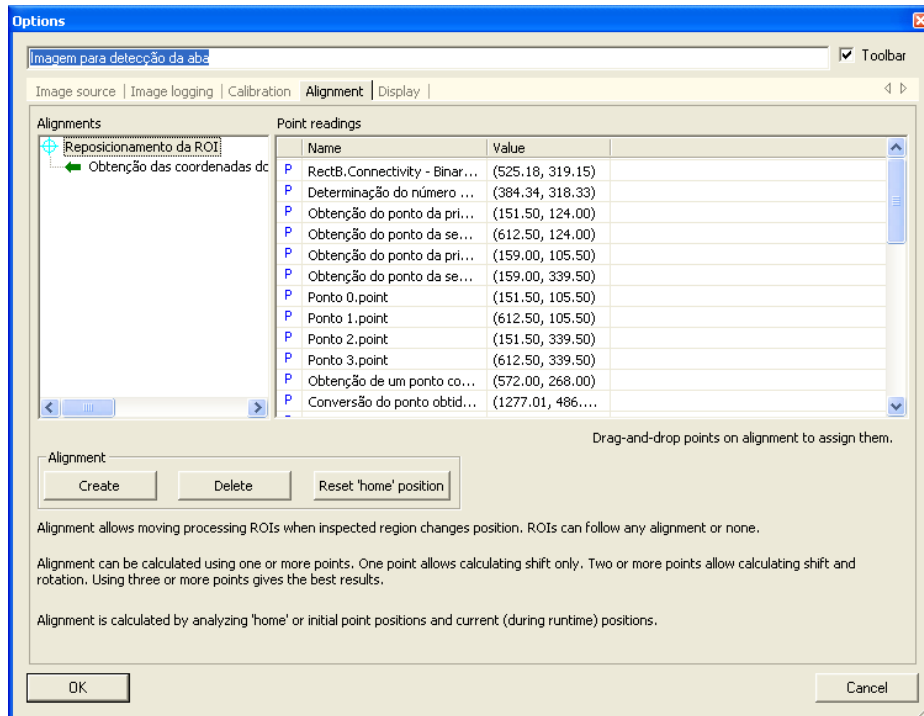 Options
Imagem para detecção da aba
Toolbar
Image source | Image logging | Calibration Alignment | Display |
Alignments
Reposicionamento da ROI
Obtenção das coordenadas dc
Point readings
Name Value
P RectB.Connectivity - Binar... (525.18, 319.15)
P Determinação do número ... (384.34, 318.33)
P Obtenção do ponto da pri... (151.50, 124.00)
P Obtenção do ponto da se... (612.50, 124.00)
P Obtenção do ponto da pri... (159.00, 105.50)
P Obtenção do ponto da se... (159.00, 339.50)
P Ponto 0.point (151.50, 105.50)
P Ponto 1.point (612.50, 105.50)
P Ponto 2.point (151.50, 339.50)
P Ponto 3.point (612.50, 339.50)
P Obtenção de um ponto co... (572.00, 268.00)
P Conversão do ponto obtid... (1277.01, 486....
Drag-and-drop points on alignment to assign them.
Alignment
Create Delete Reset 'home' position
Alignment allows moving processing ROIs when inspected region changes position. ROIs can follow any alignment or none.
Alignment can be calculated using one or more points. One point allows calculating shift only. Two or more points allow calculating shift and
rotation. Using three or more points gives the best results.
Alignment is calculated by analyzing 'home' or initial point positions and current (during runtime) positions.
OK Cancel